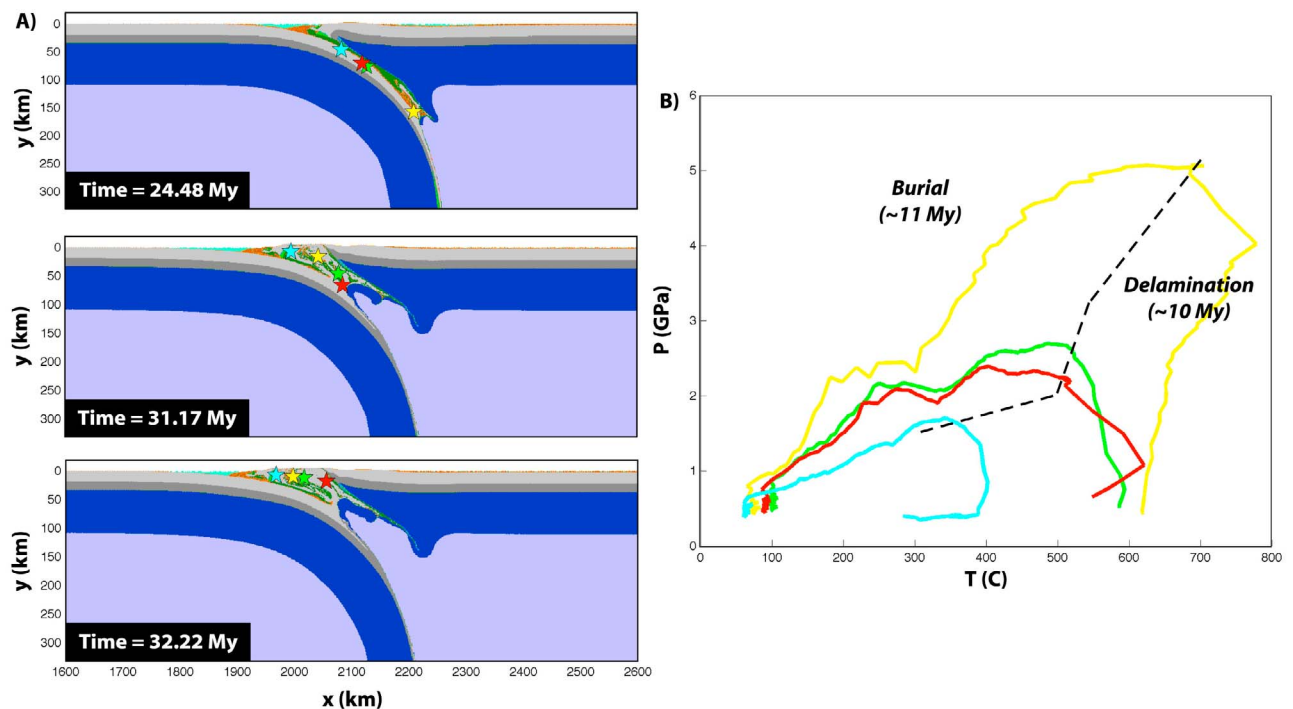 A)
0
50
100
150
200
250
300
y (km)
Time = 24.48 My
0
50
100
150
200
250
300
y (km)
Time = 31.17 My
0
50
100
150
200
250
300
y (km)
Time = 32.22 My
1600 1700 1800 1900 2000 2100 2200 2300 2400 2500 2600
x (km)
B)
6
5
4
3
2
1
0
P (GPa)
Burial
(~11 My)
Delamination
(~10 My)
0 100 200 300 400 500 600 700 800
T (C)